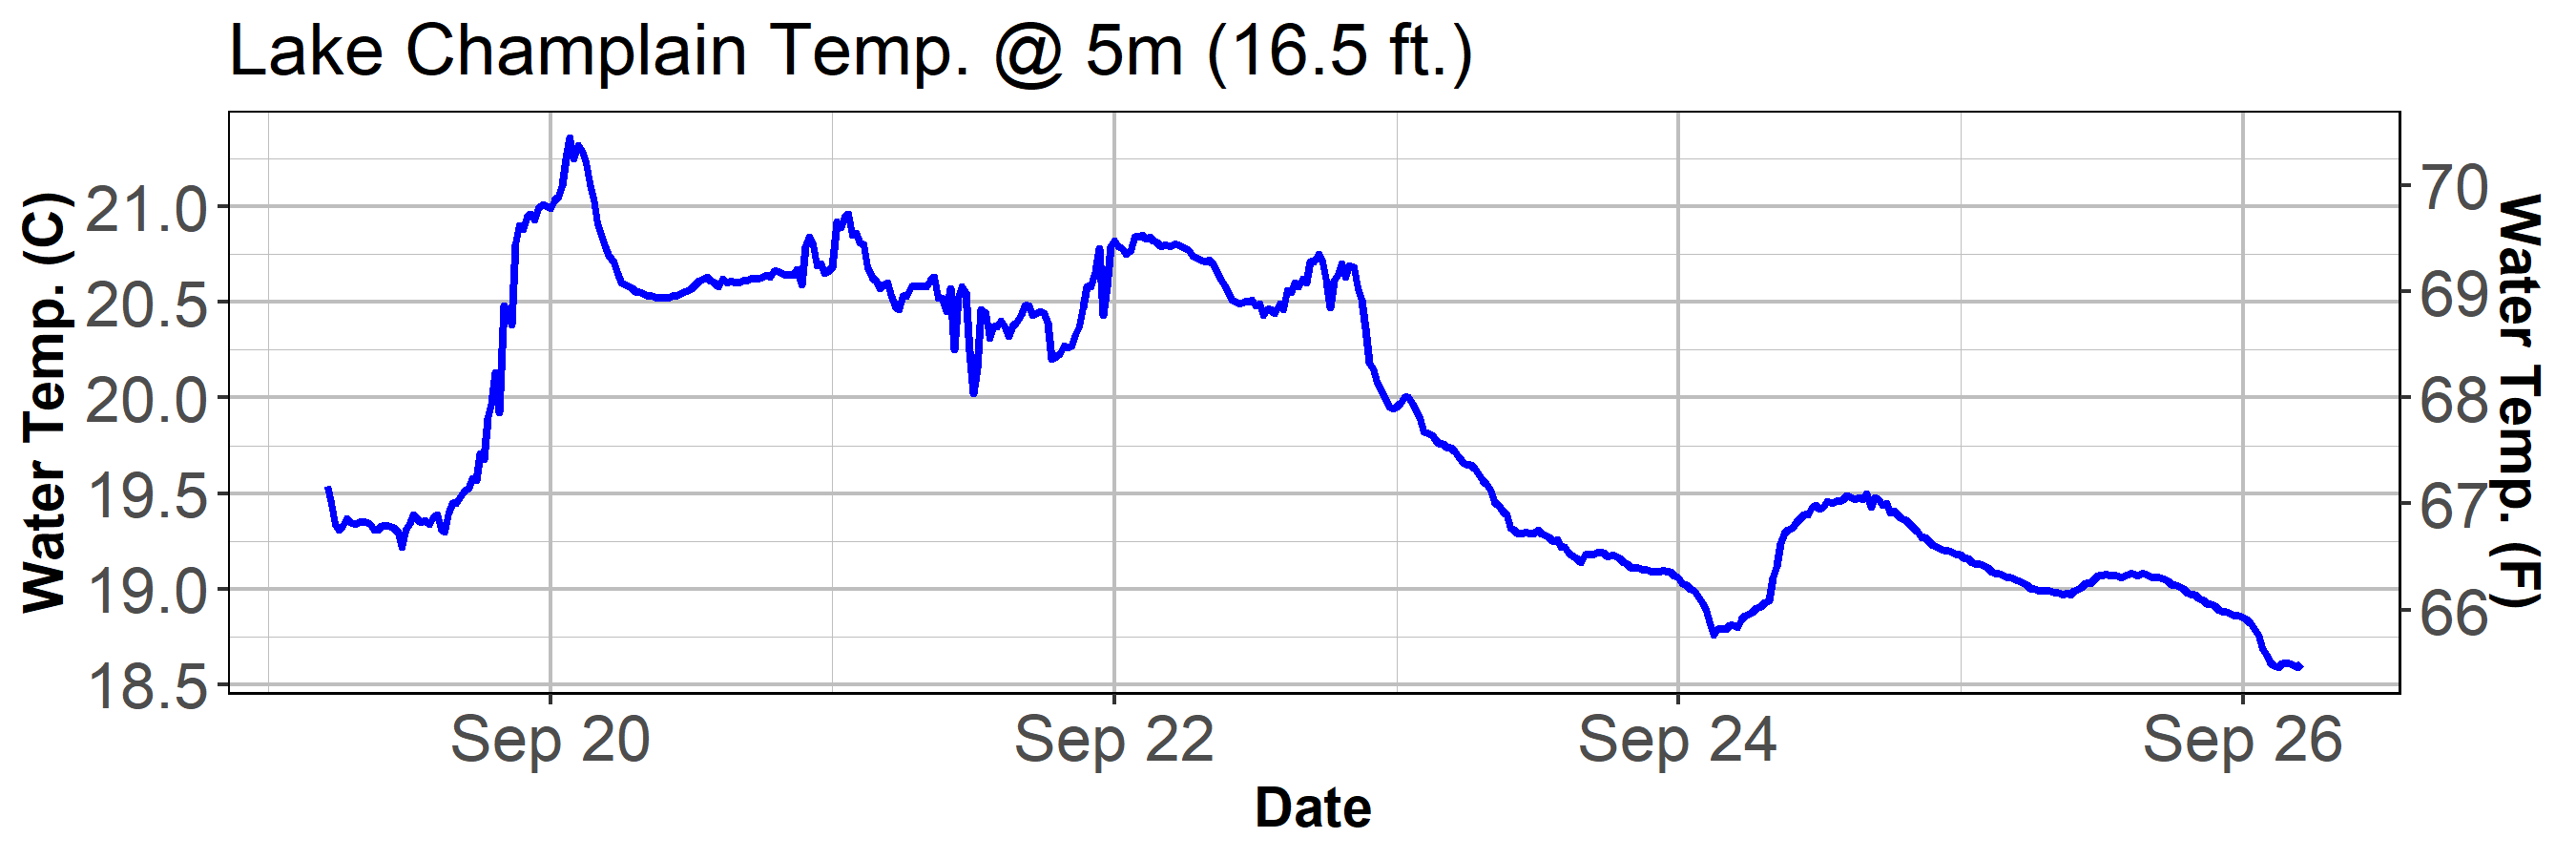 Lake Champlain Temp. @ 5m (16.5 ft.)
Water Temp. (C)
21.0
20.5
20.0
19.5
19.0
18.5
70
69
68
67
66
Water Temp. (F)
Sep 20 Sep 22 Sep 24 Sep 26
Date